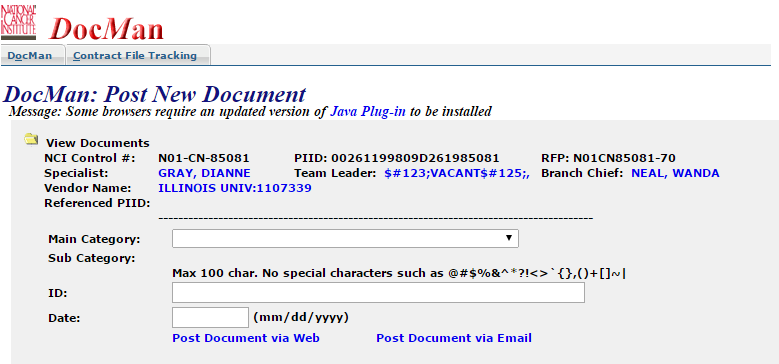 NATIONAL
CANCER
INSTITUTE
DocMan
DocMan Contract File Tracking
DocMan: Post New Document
Message: Some browsers require an updated version of Java Plug-in to be installed
View Documents
NCI Control #: N01-CN-85081 PIID: 00261199809D261985081 RFP: N01CN85081-70
Specialist: GRAY, DIANNE Team Leader: $#123;VACANT$#125;, Branch Chief: NEAL, WANDA
Vendor Name: ILLINOIS UNIV:1107339
Referenced PIID:
----------------------------------------------------------------------------------------
Main Category:
Sub Category:
Max 100 char. No special characters such as @#$%&^*?!<>`{},()+[]~|
ID:
Date: (mm/dd/yyyy)
Post Document via Web Post Document via Email